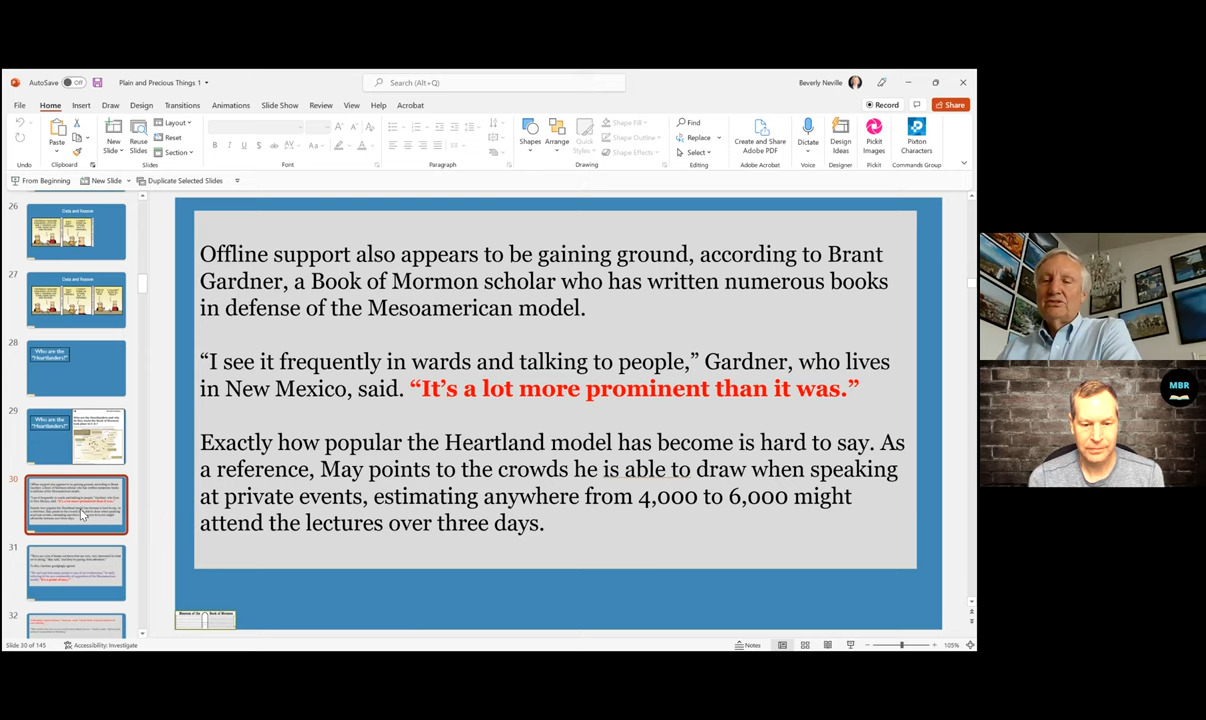 AutoSave Off Plain and Precious Things 1 Search (Alt+Q) Beverly Neville
File Home Insert Draw Design Transitions Animations Slide Show Review View Help Acrobat Record Share
Paste New Slide Reuse Slides Layout Reset Section Shapes Arrange Quick Styles Shape Fill Shape Outline Shape Effects Find Replace Select Create and Share Adobe PDF Dictate Design Ideas Pickit Images Pixton Characters
Undo Clipboard Slides Font Paragraph Drawing Editing Adobe Acrobat Voice Designer Pickit Commands Group
From Beginning New Slide Duplicate Selected Slides
26
Data and Reason
27
Data and Reason
28
Who are the
"Heartlanders?"
29
Who are the
"Heartlanders?"
30
31
32
Offline support also appears to be gaining ground, according to Brant
Gardner, a Book of Mormon scholar who has written numerous books
in defense of the Mesoamerican model.
“I see it frequently in wards and talking to people,” Gardner, who lives
in New Mexico, said. “It’s a lot more prominent than it was.”
Exactly how popular the Heartland model has become is hard to say. As
a reference, May points to the crowds he is able to draw when speaking
at private events, estimating anywhere from 4,000 to 6,000 might
attend the lectures over three days.
Museum of the Book of Mormon
MBR
Slide 30 of 145 Accessibility: Investigate Notes 105%